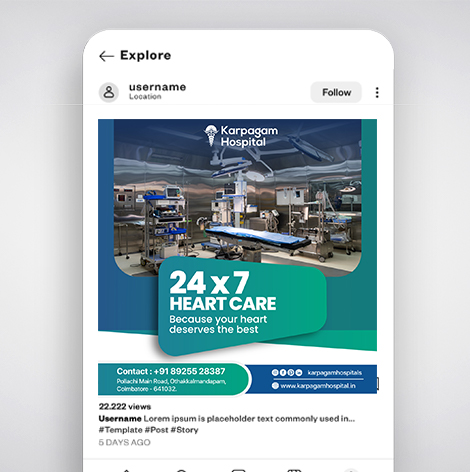 Explore
username
Location
Follow
Karpagam
Hospital
24 x 7
HEART CARE
Because your heart
deserves the best
Contact : +91 89255 28387
Pollachi Main Road, Othakkalmandapam,
Coimbatore - 641032.
karpagamhospitals
www.karpagamhospital.in
22.222 views
Username Lorem ipsum is placeholder text commonly used in...
#Template #Post #Story
5 DAYS AGO